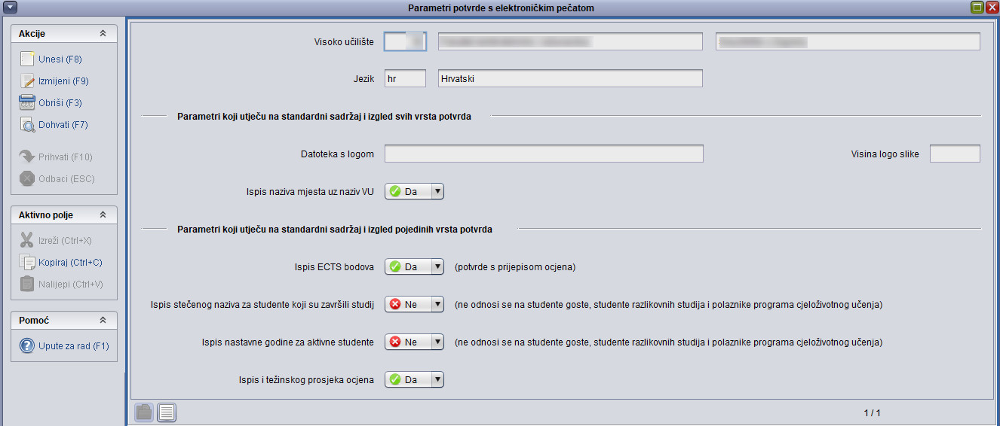 Parametri potvrde s elektroničkim pečatom
Akcije
Unesi (F8)
Izmijeni (F9)
Obriši (F3)
Dohvati (F7)
Prihvati (F10)
Odbaci (ESC)
Aktivno polje
Izreži (Ctrl+X)
Kopiraj (Ctrl+C)
Nalijepi (Ctrl+V)
Pomoć
Upute za rad (F1)
Visoko učilište
Jezik hr Hrvatski
Parametri koji utječu na standardni sadržaj i izgled svih vrsta potvrda
Datoteka s logom Visina logo slike
Ispis naziva mjesta uz naziv VU Da
Parametri koji utječu na standardni sadržaj i izgled pojedinih vrsta potvrda
Ispis ECTS bodova Da (potvrde s prijepisom ocjena)
Ispis stečenog naziva za studente koji su završili studij Ne (ne odnosi se na studente goste, studente razlikovnih studija i polaznike programa cjeloživotnog učenja)
Ispis nastavne godine za aktivne studente Ne (ne odnosi se na studente goste, studente razlikovnih studija i polaznike programa cjeloživotnog učenja)
Ispis i težinskog prosjeka ocjena Da
1 / 1